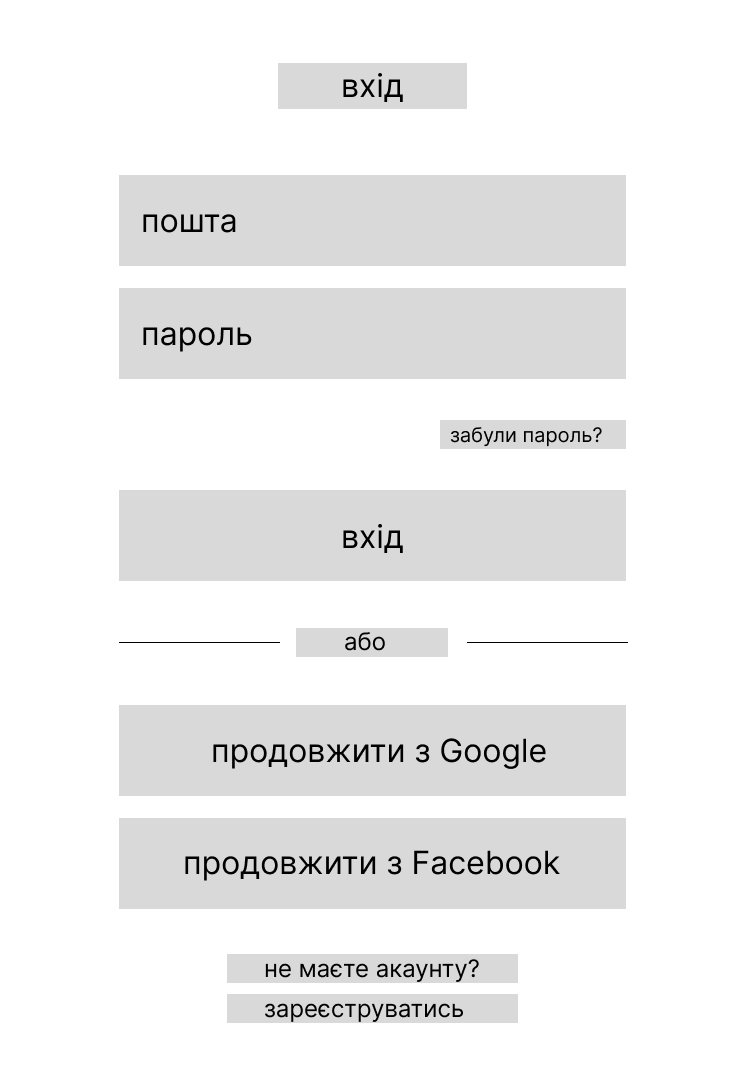 вхід
пошта
пароль
забули пароль?
вхід
або
продовжити з Google
продовжити з Facebook
не маєте акаунту?
зареєструватись